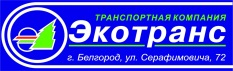 ТРАНСПОРТНАЯ КОМПАНИЯ
Экотранс
г. Белгород, ул. Серафимовича, 72